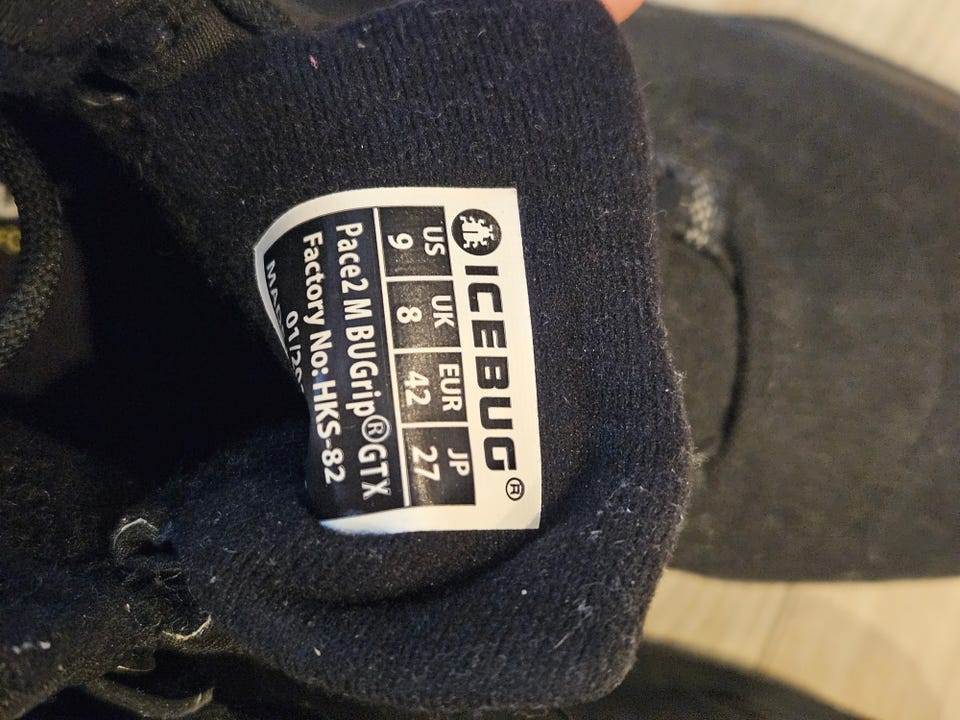 ICEBUG®
US UK EUR JP
9 8 42 27
Pace2 M BUGrip® GTX
Factory No: HKS-82